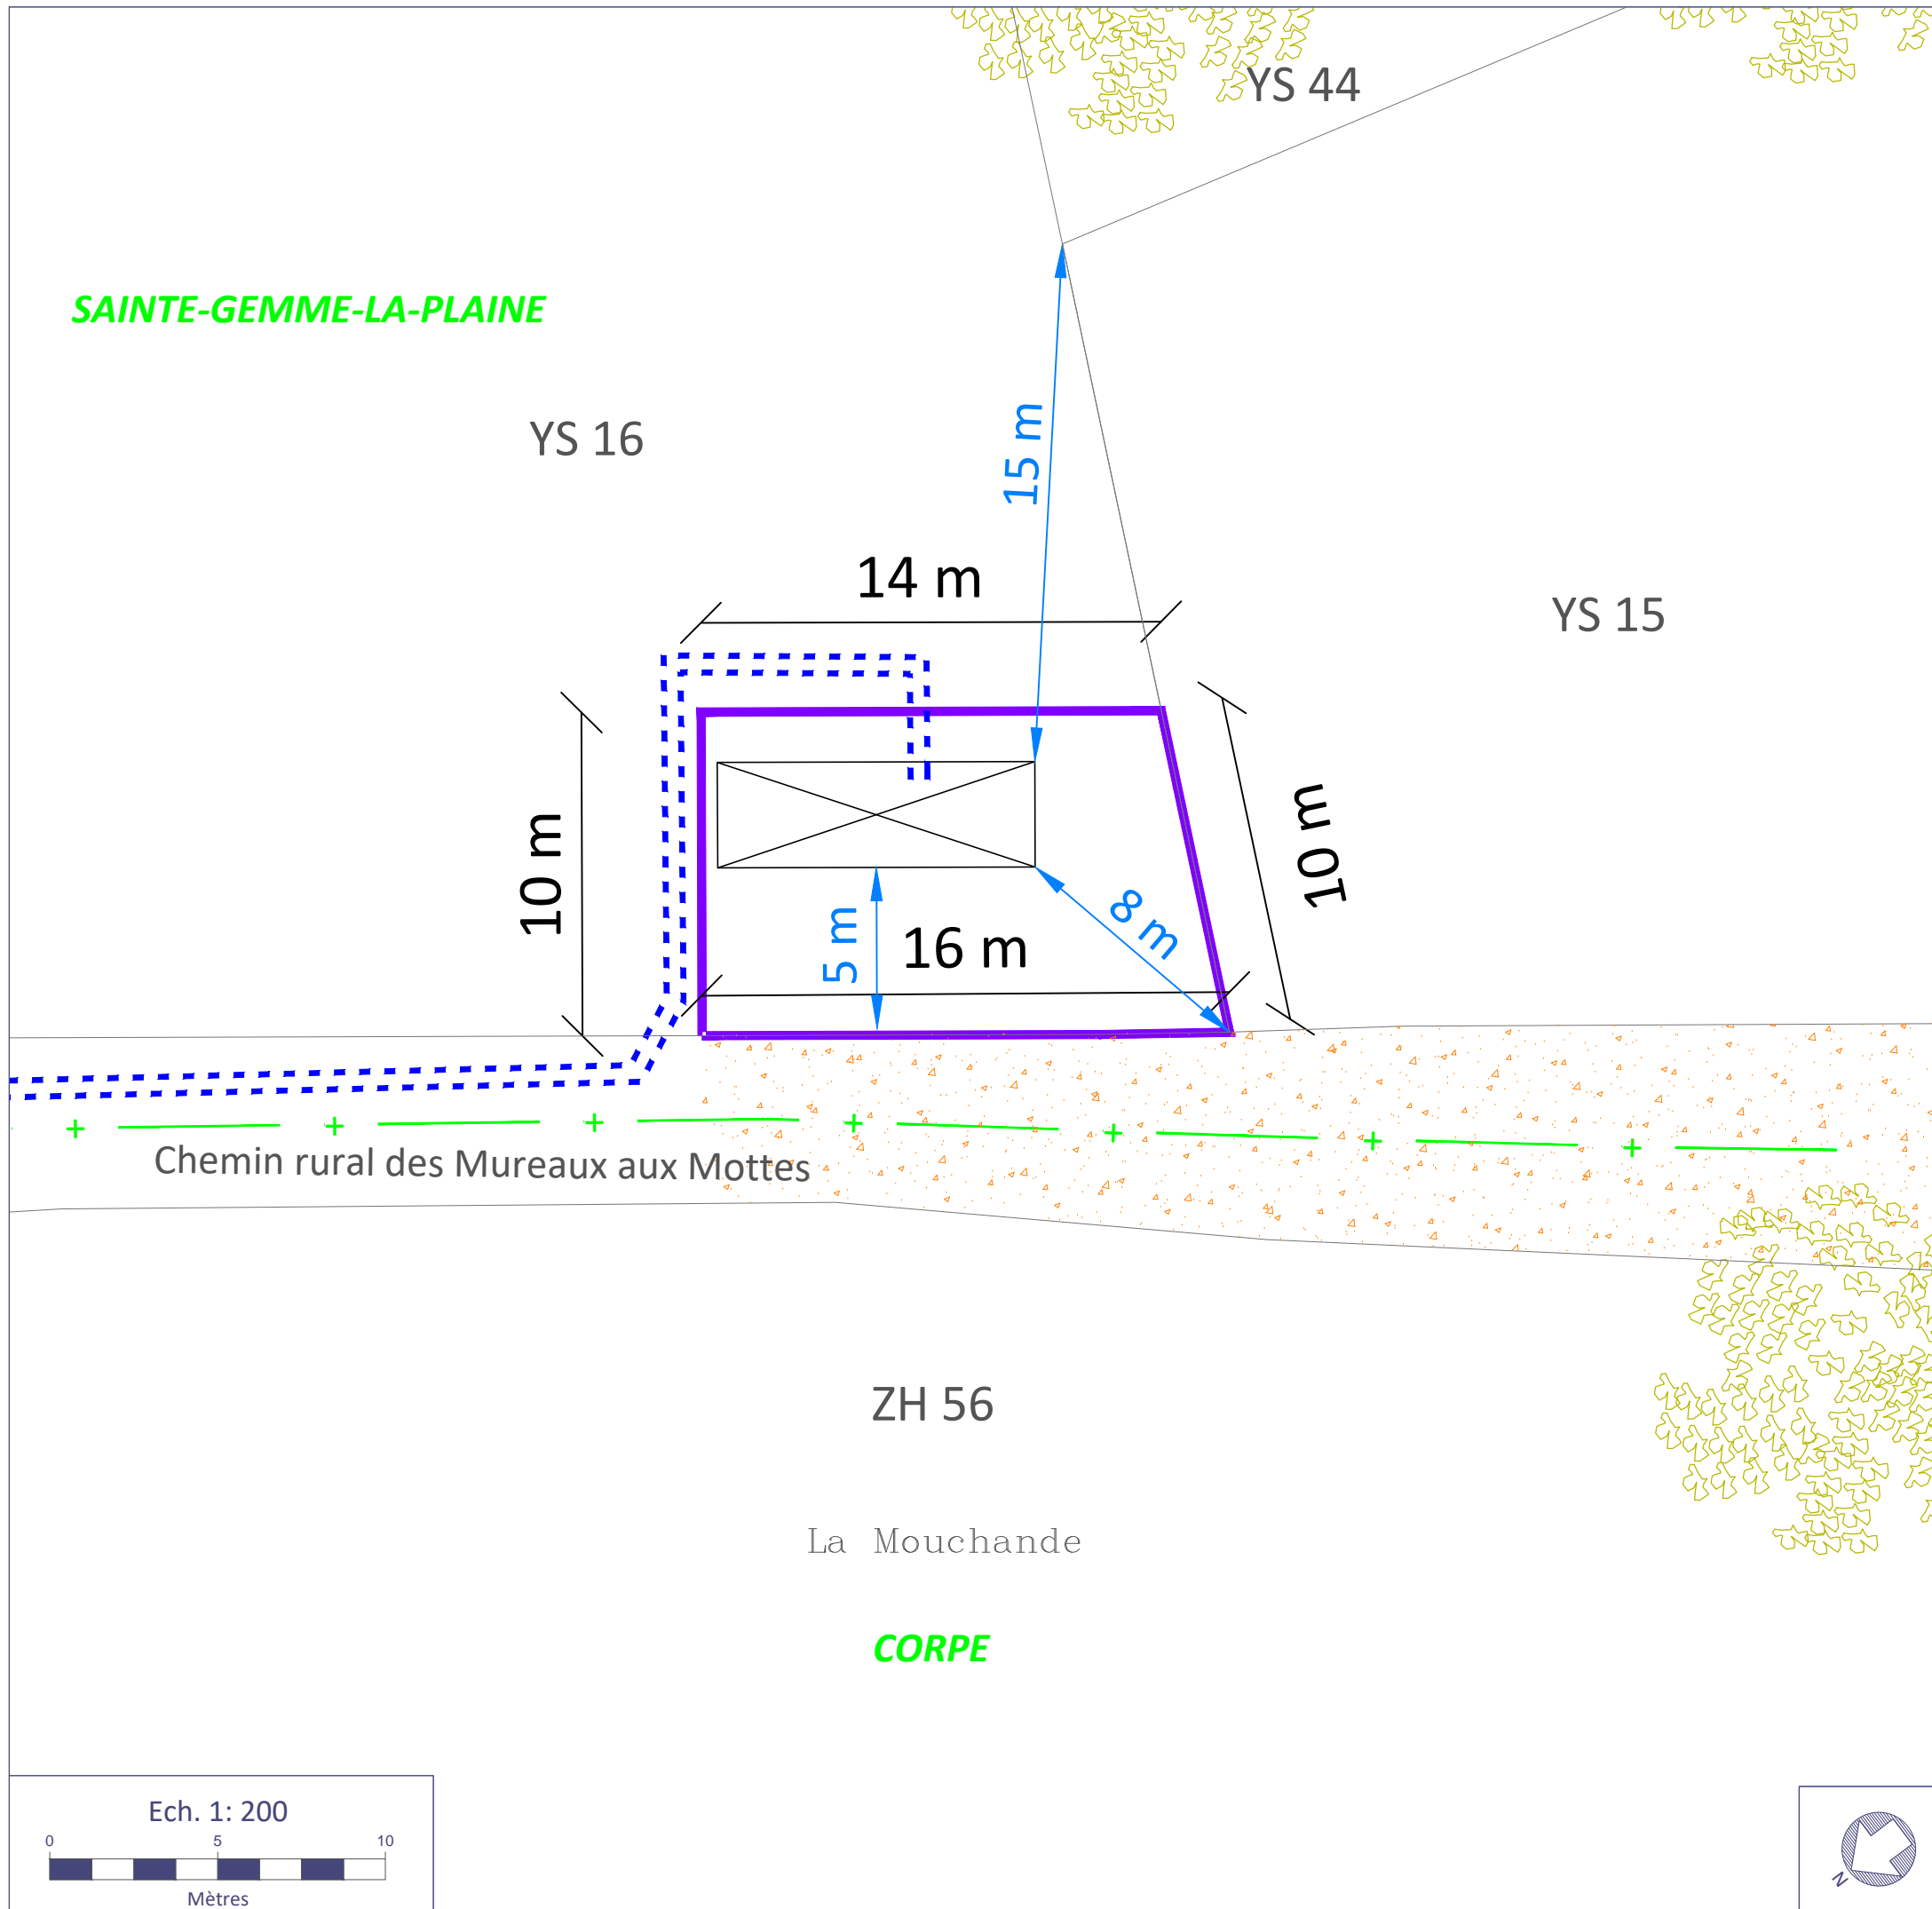 YS 44
SAINTE-GEMME-LA-PLAINE
YS 16
15 m
14 m
YS 15
10 m
10 m
8 m
5 m
16 m
Chemin rural des Mureaux aux Mottes
ZH 56
La Mouchande
CORPE
Ech. 1: 200
0 5 10
Mètres
N